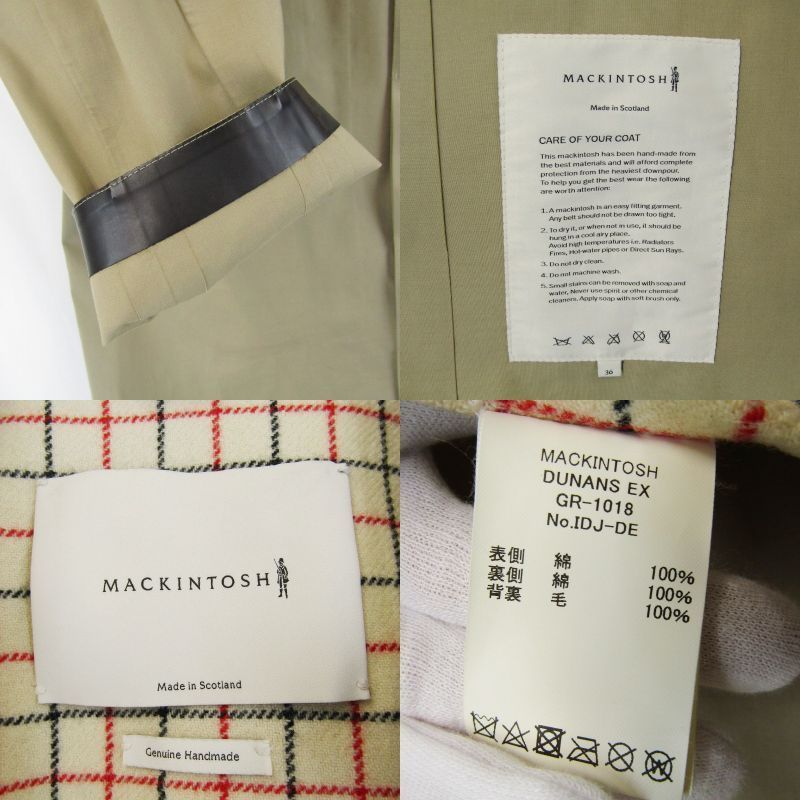 MACKINTOSH
Made in Scotland
CARE OF YOUR COAT
This mackintosh has been hand-made from
the best materials and will afford complete
protection from the heaviest downpour.
To help you get the best wear the following
are worth attention:
1. A mackintosh is an easy fitting garment.
Any belt should not be drawn too tight.
2. To dry it, or when not in use, it should be
hung in a cool airy place.
Avoid high temperatures i.e. Radiators
Fires, Hot-water pipes or Direct Sun Rays.
3. Do not dry clean.
4. Do not machine wash.
5. Small stains can be removed with soap and
water. Never use spirit or other chemical
cleaners. Apply soap with soft brush only.
36
MACKINTOSH
Made in Scotland
Genuine Handmade
MACKINTOSH
DUNANS EX
GR-1018
No.IDJ-DE
表側 綿 100%
裏側 綿 100%
背裏 毛 100%